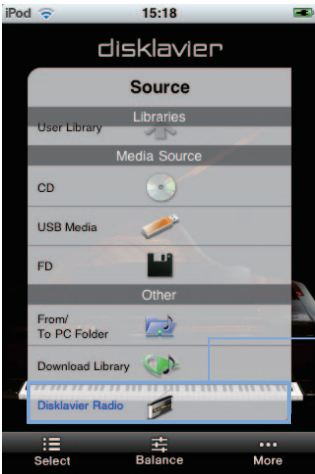 iPod 15:18
disklavier
Source
Libraries
User Library
Media Source
CD
USB Media
FD
Other
From/
To PC Folder
Download Library
Disklavier Radio
Select Balance More